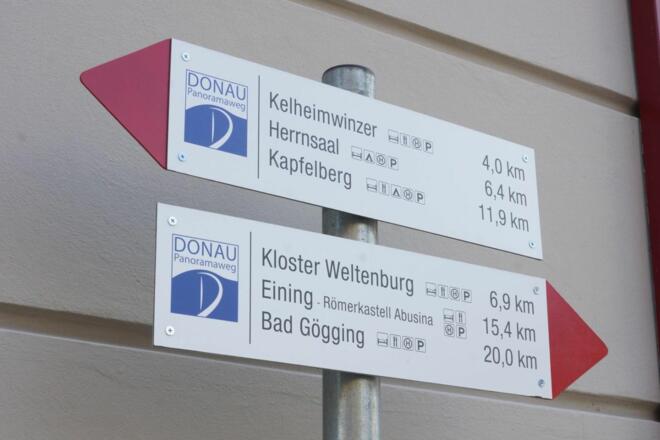 DONAU
Panoramaweg
D
Kelheimwinzer P 4,0 km
Herrnsaal P 6,4 km
Kapfelberg P 11,9 km
DONAU
Panoramaweg
D
Kloster Weltenburg P 6,9 km
Eining - Römerkastell Abusina P 15,4 km
Bad Gögging P 20,0 km